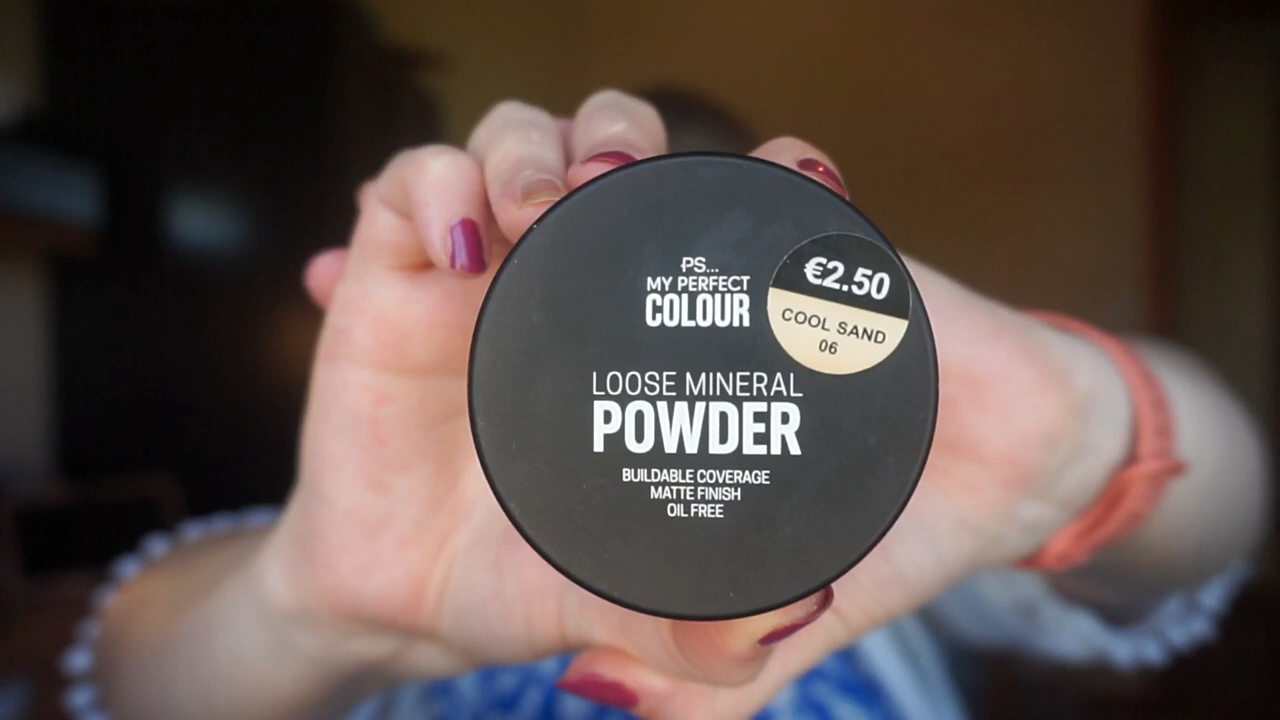 PS...
MY PERFECT
COLOUR
€2.50
COOL SAND
06
LOOSE MINERAL
POWDER
BUILDABLE COVERAGE
MATTE FINISH
OIL FREE